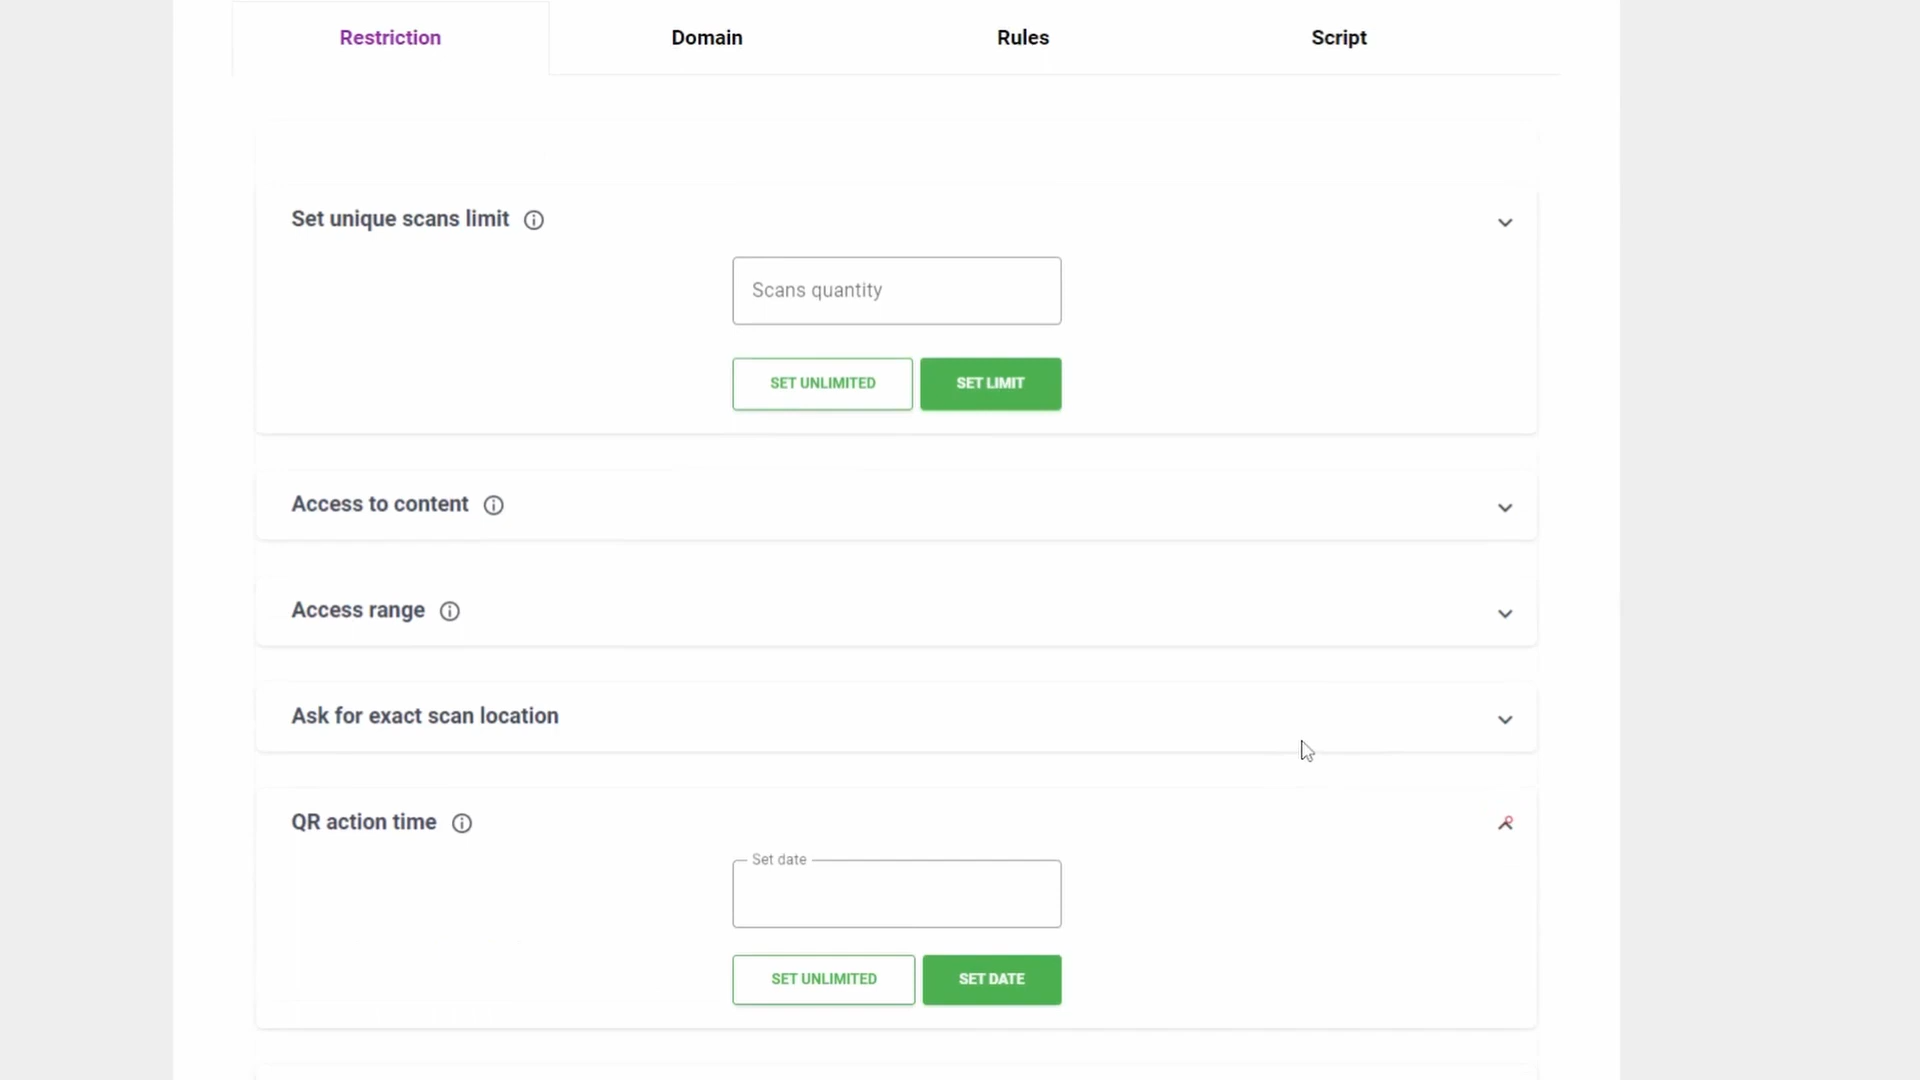 Restriction
Domain
Rules
Script
Set unique scans limit
Scans quantity
SET UNLIMITED
SET LIMIT
Access to content
Access range
Ask for exact scan location
QR action time
Set date
SET UNLIMITED
SET DATE